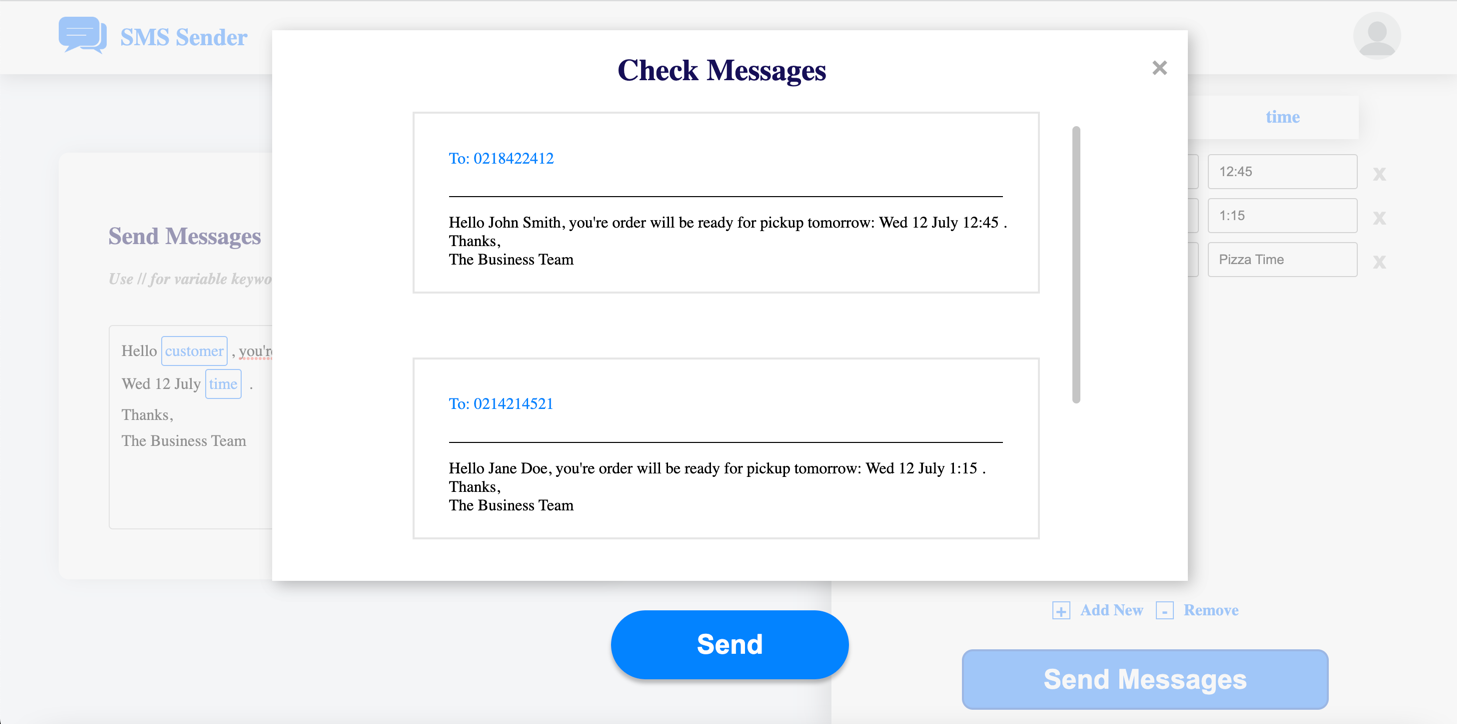 SMS Sender
Check Messages
×
time
To: 0218422412
Hello John Smith, you're order will be ready for pickup tomorrow: Wed 12 July 12:45 .
Thanks,
The Business Team
To: 0214214521
Hello Jane Doe, you're order will be ready for pickup tomorrow: Wed 12 July 1:15 .
Thanks,
The Business Team
Send Messages
Use // for variable
Hello customer , you're
Wed 12 July time .
Thanks,
The Business Team
12:45 x
1:15 x
Pizza Time x
+ Add New - Remove
Send
Send Messages